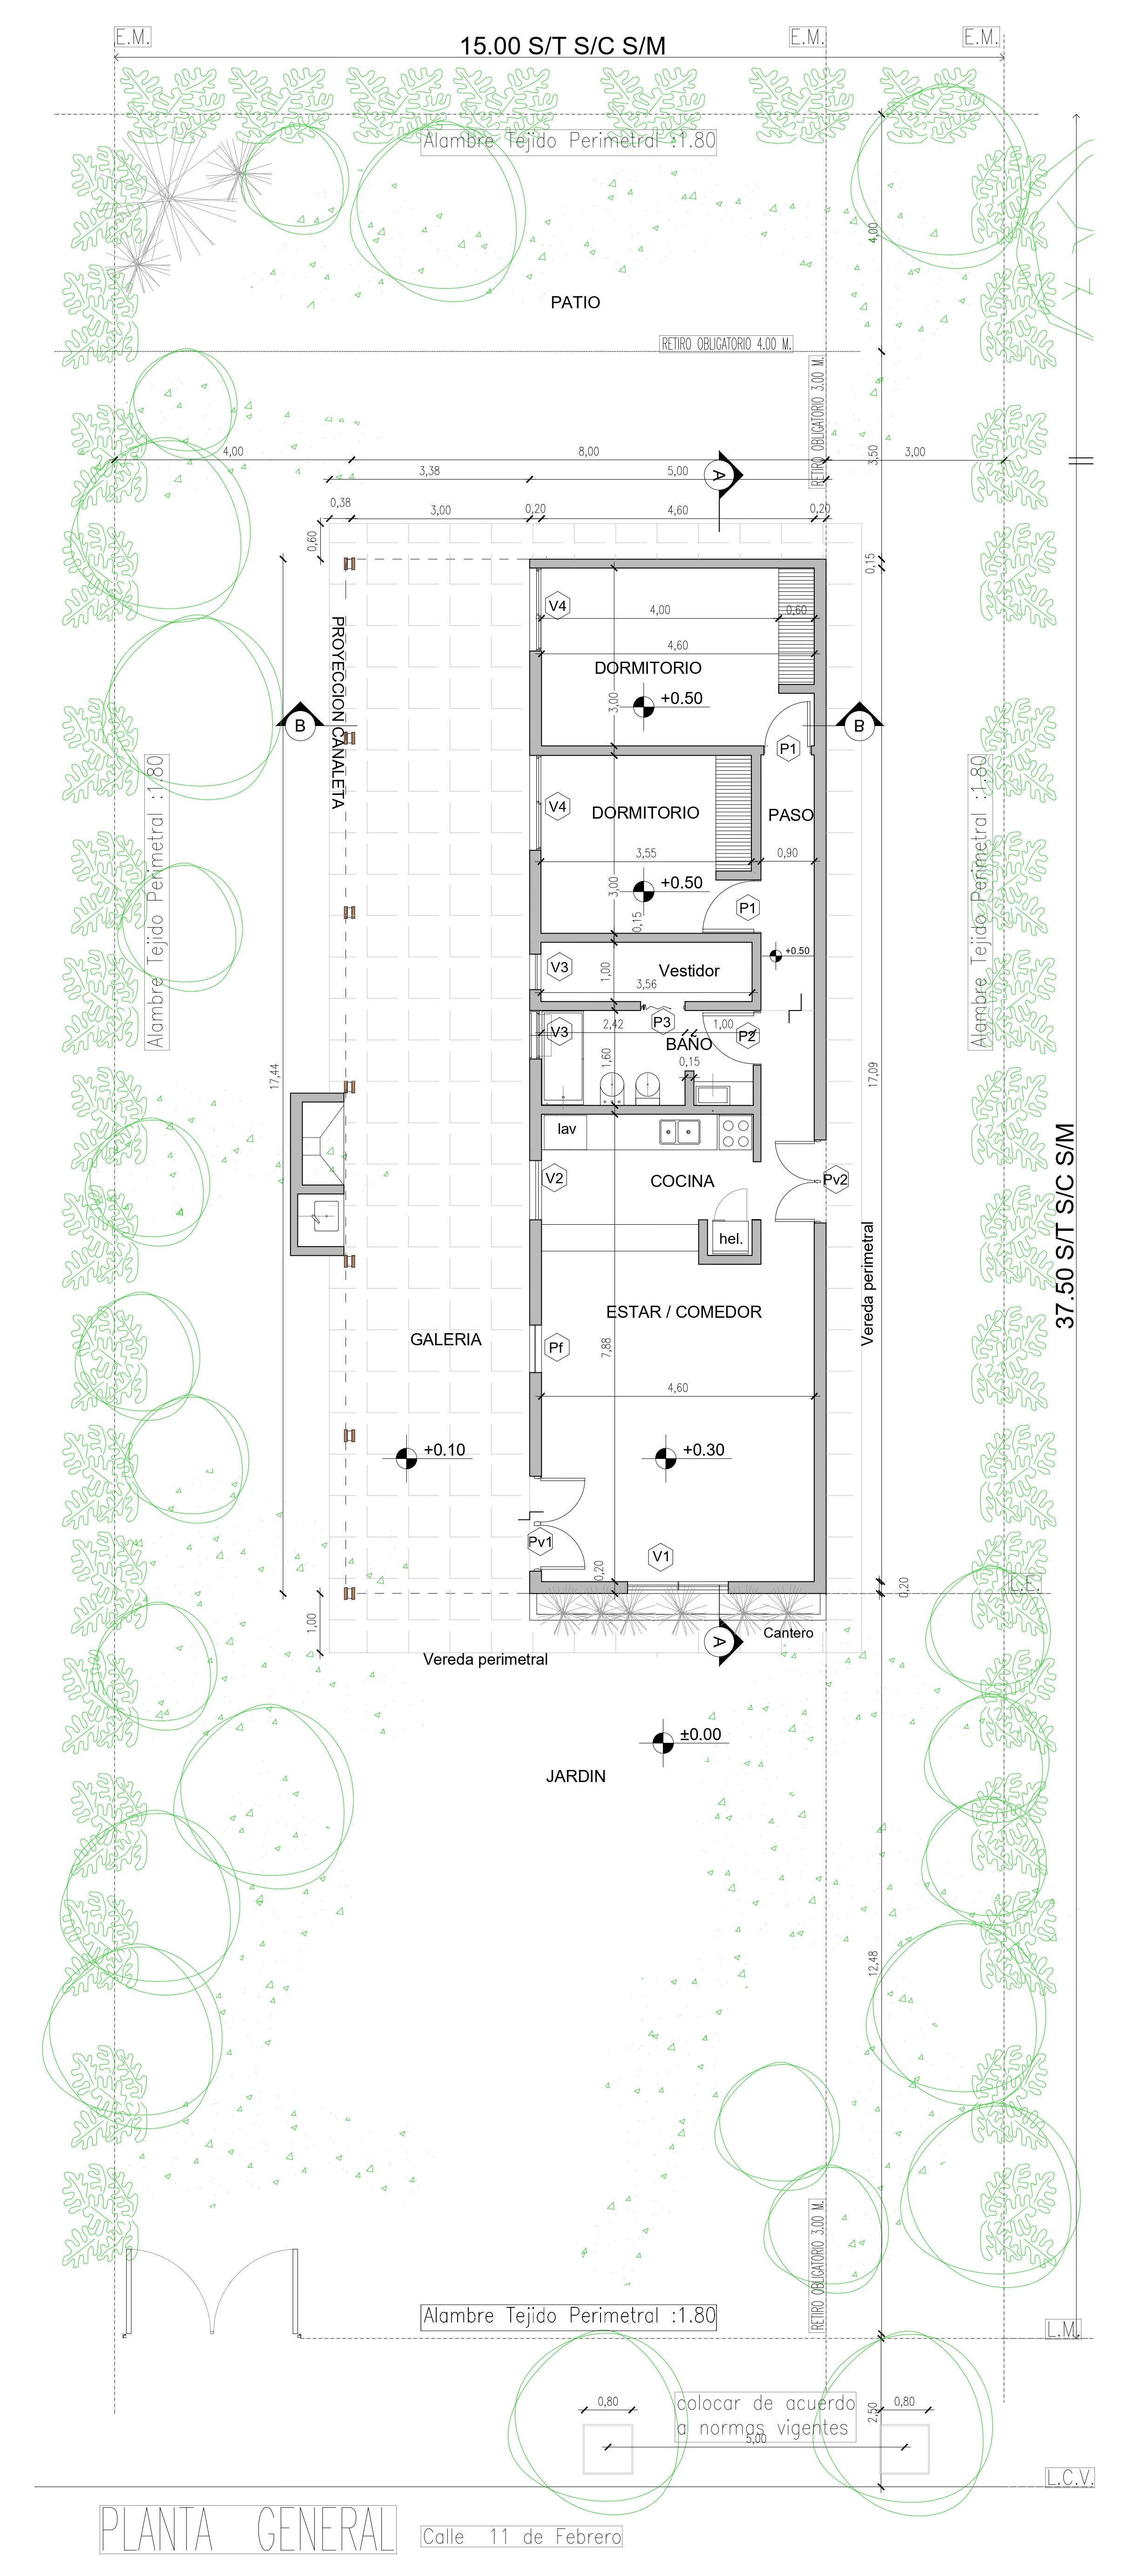 E.M.
15.00 S/T S/C S/M
E.M.
E.M.
Alambre Tejido Perimetral :1.80
4,00
PATIO
RETIRO OBLIGATORIO 4.00 M.
RETIRO OBLIGATORIO 3.00 M.
4,00
8,00
3,50
3,00
3,38
5,00
A
0,38
3,00
0,20
4,60
0,20
0,60
0,15
V4
4,00
0,60
4,60
PROYECCION CANALETA
DORMITORIO
+0.50
3,00
B
B
P1
Alambre Tejido Perimetral :1.80
Alambre Tejido Perimetral :1.80
V4
DORMITORIO
PASO
3,55
0,90
3,00
+0.50
P1
0,15
+0.50
V3
1,00
Vestidor
3,56
V3
2,42
P3
1,00
P2
BAÑO
1,60
0,15
17,44
17,09
lav
V2
COCINA
Pv2
hel.
37.50 S/T S/C S/M
Vereda perimetral
ESTAR / COMEDOR
GALERIA
Pf
7,88
4,60
+0.10
+0.30
Pv1
V1
0,20
0,20
L.E.
1,00
Cantero
A
Vereda perimetral
±0.00
JARDIN
12,48
RETIRO OBLIGATORIO 3.00 M.
Alambre Tejido Perimetral :1.80
L.M.
0,80
colocar de acuerdo
a normas vigentes
0,80
2,50
5,00
L.C.V.
PLANTA GENERAL
Calle 11 de Febrero